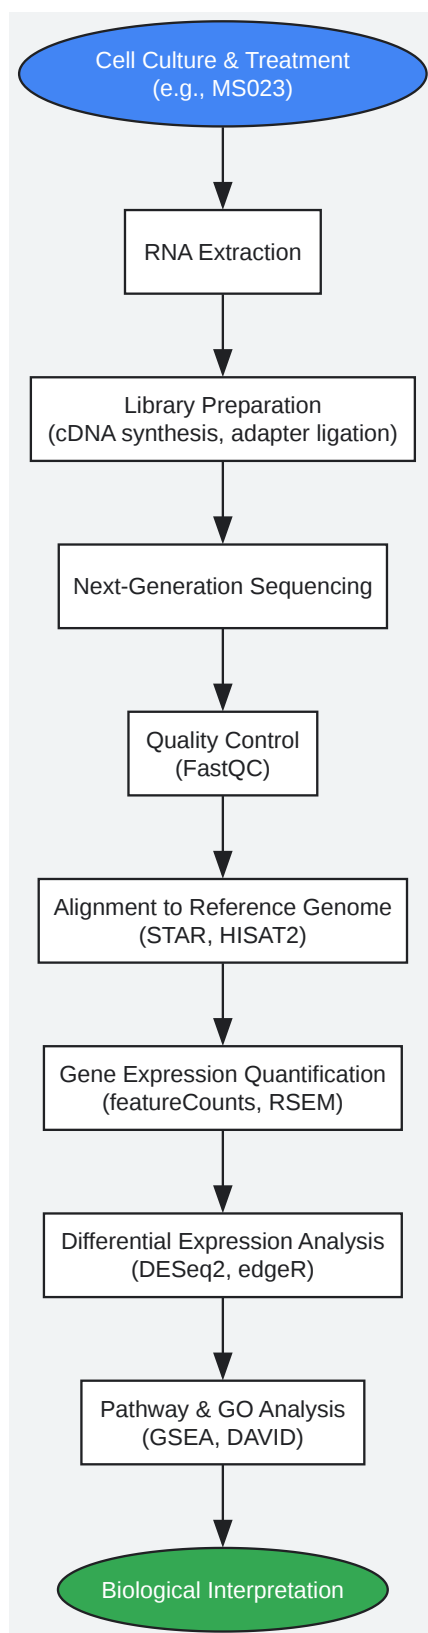 Cell Culture & Treatment
(e.g., MS023)
RNA Extraction
Library Preparation
(cDNA synthesis, adapter ligation)
Next-Generation Sequencing
Quality Control
(FastQC)
Alignment to Reference Genome
(STAR, HISAT2)
Gene Expression Quantification
(featureCounts, RSEM)
Differential Expression Analysis
(DESeq2, edgeR)
Pathway & GO Analysis
(GSEA, DAVID)
Biological Interpretation